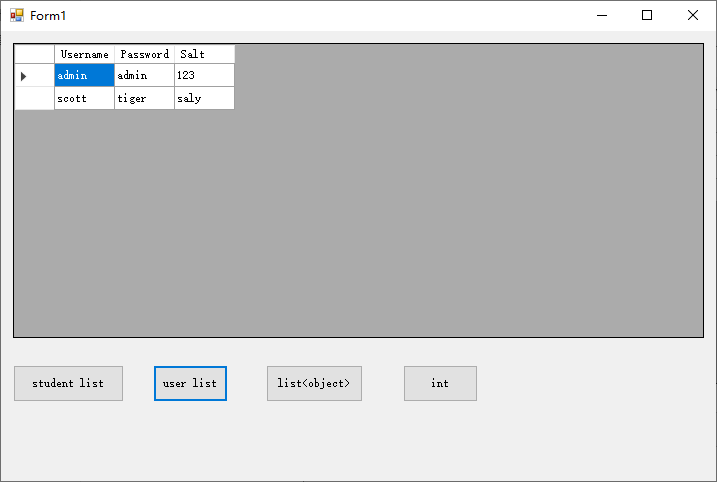 Form1
Username Password Salt
admin admin 123
scott tiger saly
student list user list list<object> int